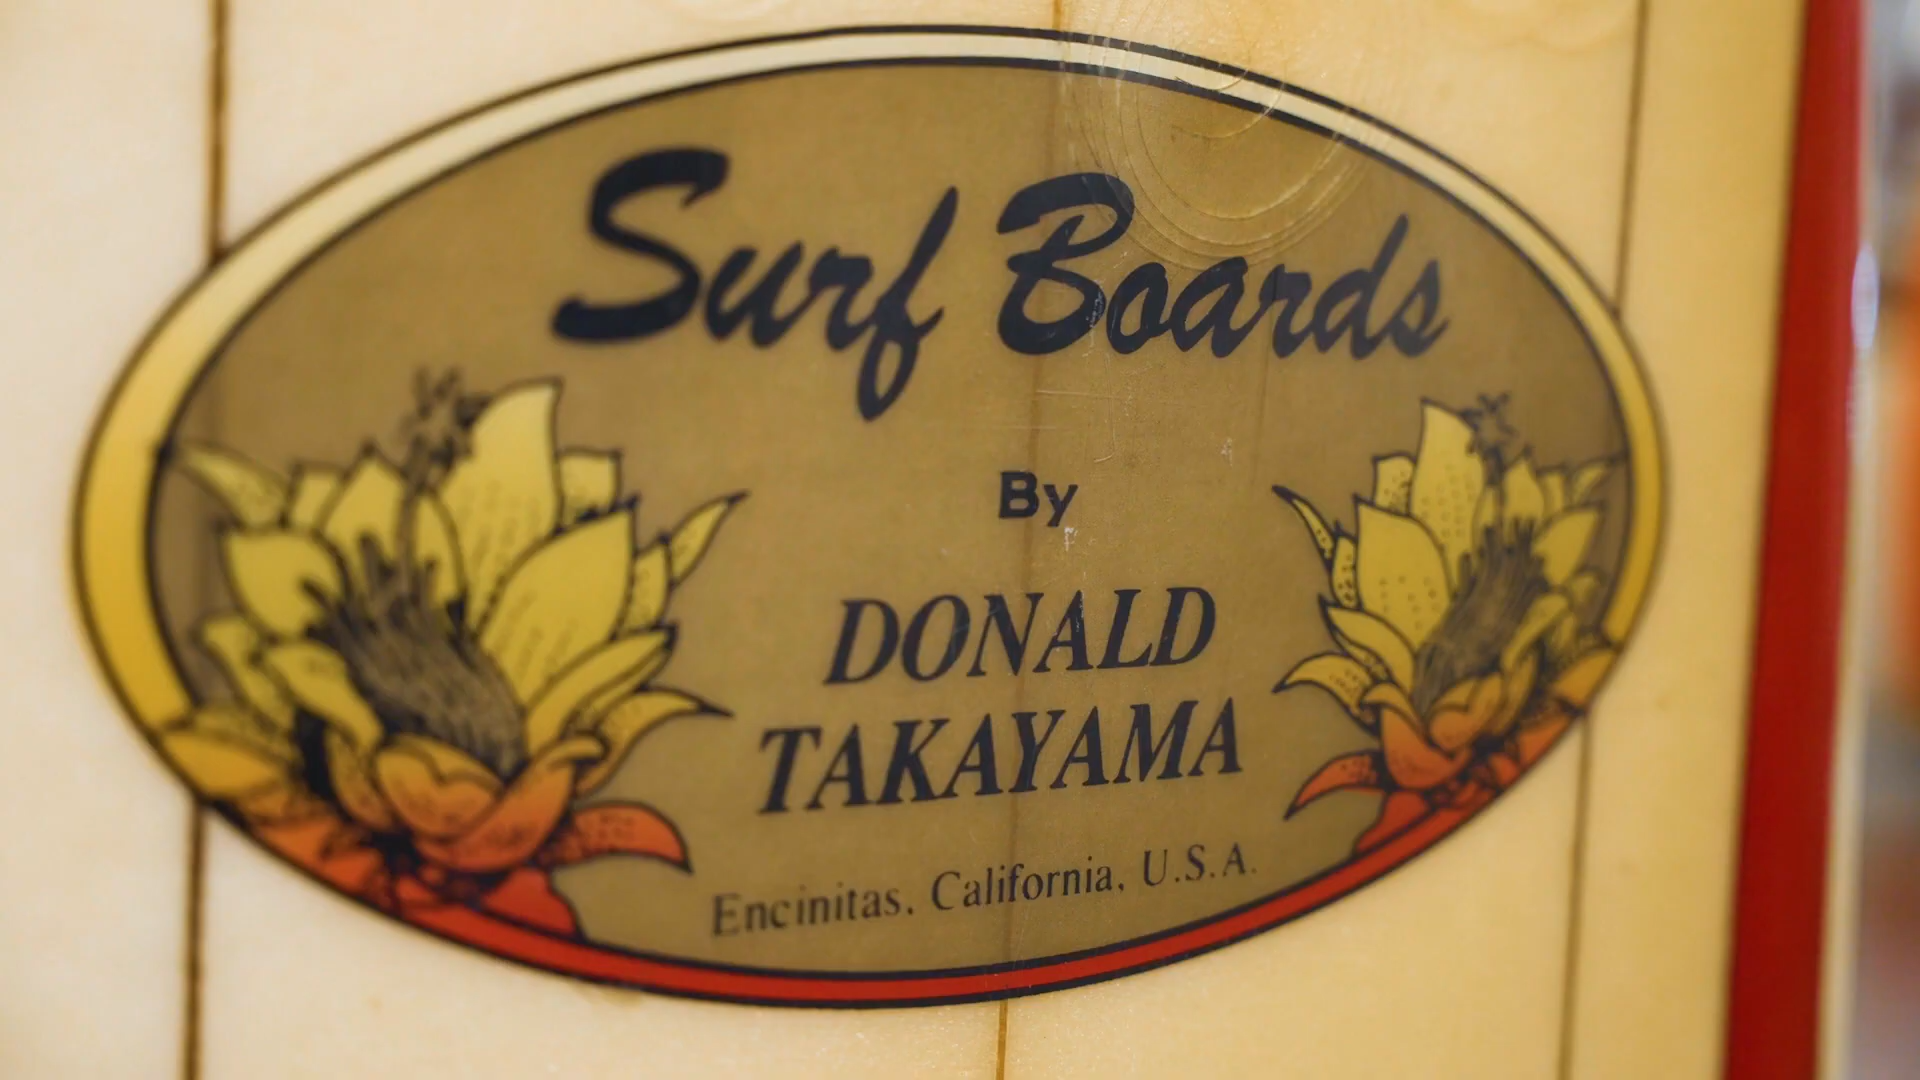 Surf Boards
By
DONALD
TAKAYAMA
Encinitas, California, U.S.A.